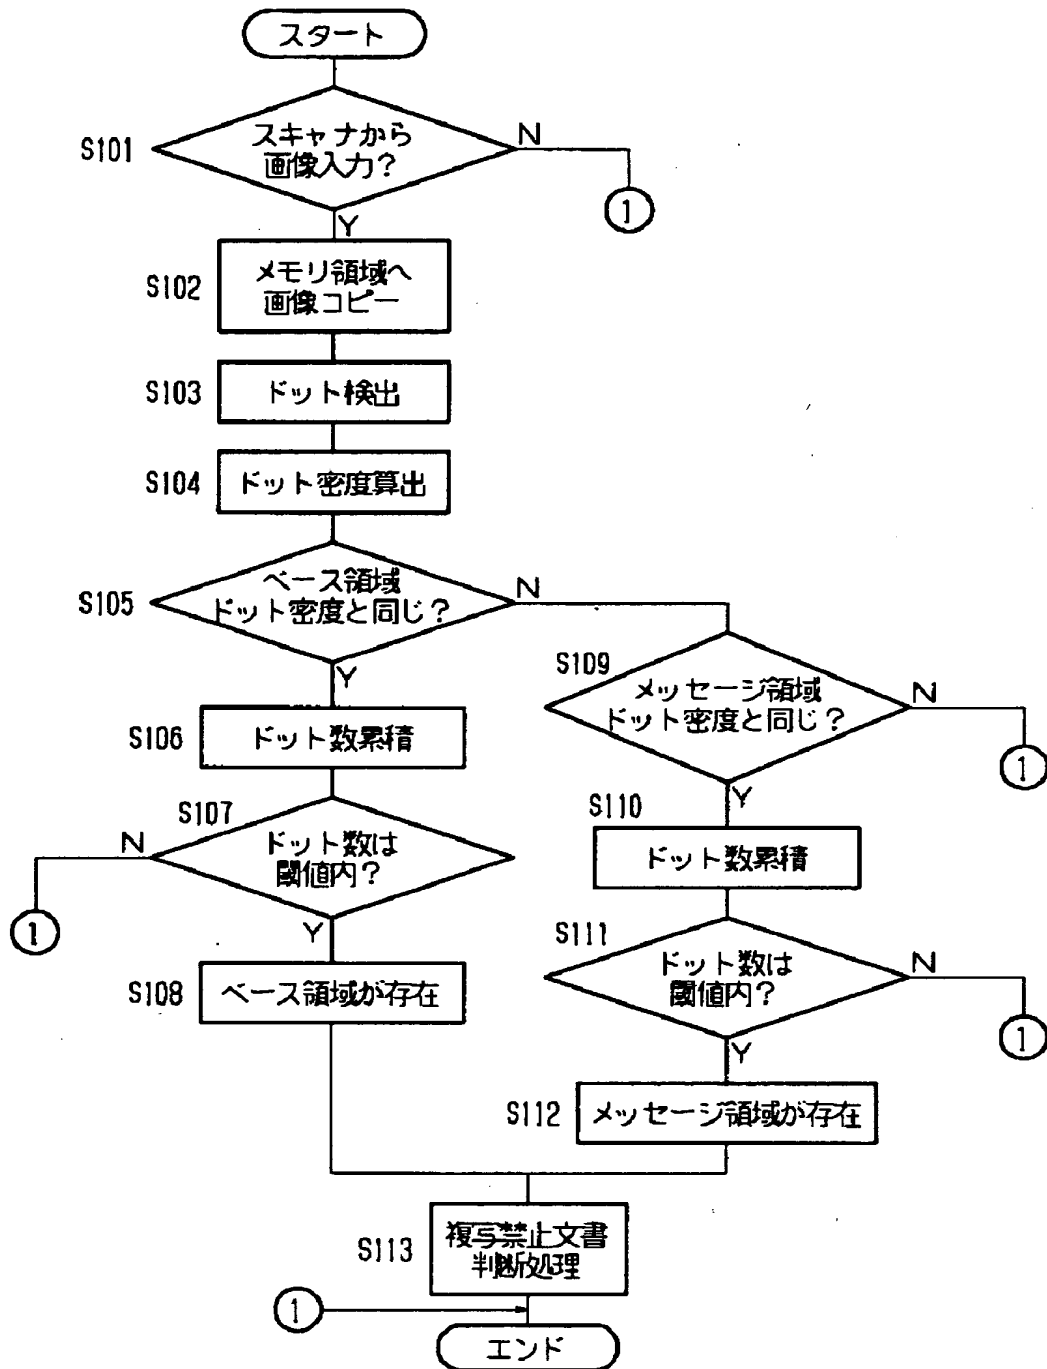 スタート
S101
スキャナから
画像入力?
N
1
Y
S102
メモリ領域へ
画像コピー
S103
ドット検出
S104
ドット密度算出
S105
ベース領域
ドット密度と同じ?
N
Y
S109
メッセージ領域
ドット密度と同じ?
N
1
Y
S106
ドット数累積
S107
ドット数は
閾値内?
N
1
Y
S110
ドット数累積
S111
ドット数は
閾値内?
N
1
Y
S108
ベース領域が存在
S112
メッセージ領域が存在
S113
複写禁止文書
判断処理
1
エンド